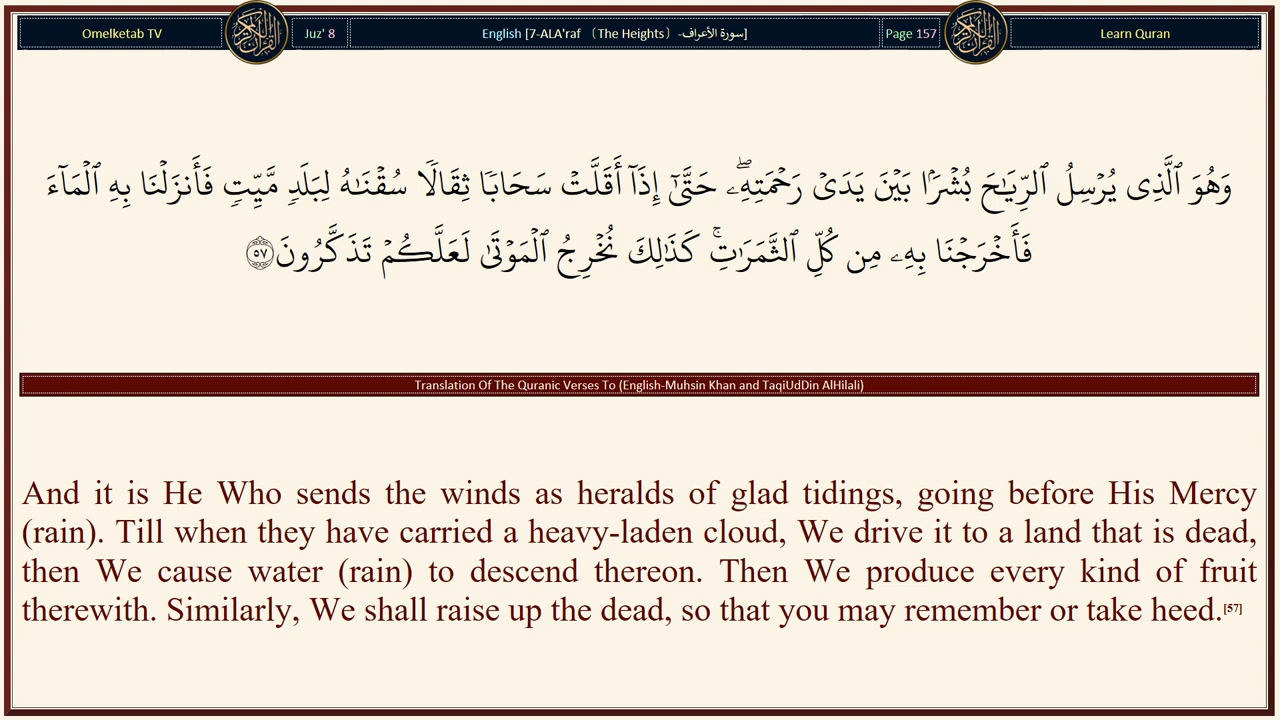 Omelketab TV
Juz' 8
English [7-ALA'raf （The Heights）-سورة الأعراف]
Page 157
Learn Quran
وَهُوَ ٱلَّذِى يُرْسِلُ ٱلرِّيَٰحَ بُشْرًۢا بَيْنَ يَدَىْ رَحْمَتِهِۦ ۖ حَتَّىٰٓ إِذَآ أَقَلَّتْ سَحَابًا ثِقَالًا سُقْنَٰهُ لِبَلَدٍ مَّيِّتٍ فَأَنزَلْنَا بِهِ ٱلْمَآءَ
فَأَخْرَجْنَا بِهِۦ مِن كُلِّ ٱلثَّمَرَٰتِ ۚ كَذَٰلِكَ نُخْرِجُ ٱلْمَوْتَىٰ لَعَلَّكُمْ تَذَكَّرُونَ ٥٧
Translation Of The Quranic Verses To (English-Muhsin Khan and TaqiUdDin AlHilali)
And it is He Who sends the winds as heralds of glad tidings, going before His Mercy
(rain). Till when they have carried a heavy-laden cloud, We drive it to a land that is dead,
then We cause water (rain) to descend thereon. Then We produce every kind of fruit
therewith. Similarly, We shall raise up the dead, so that you may remember or take heed.[57]